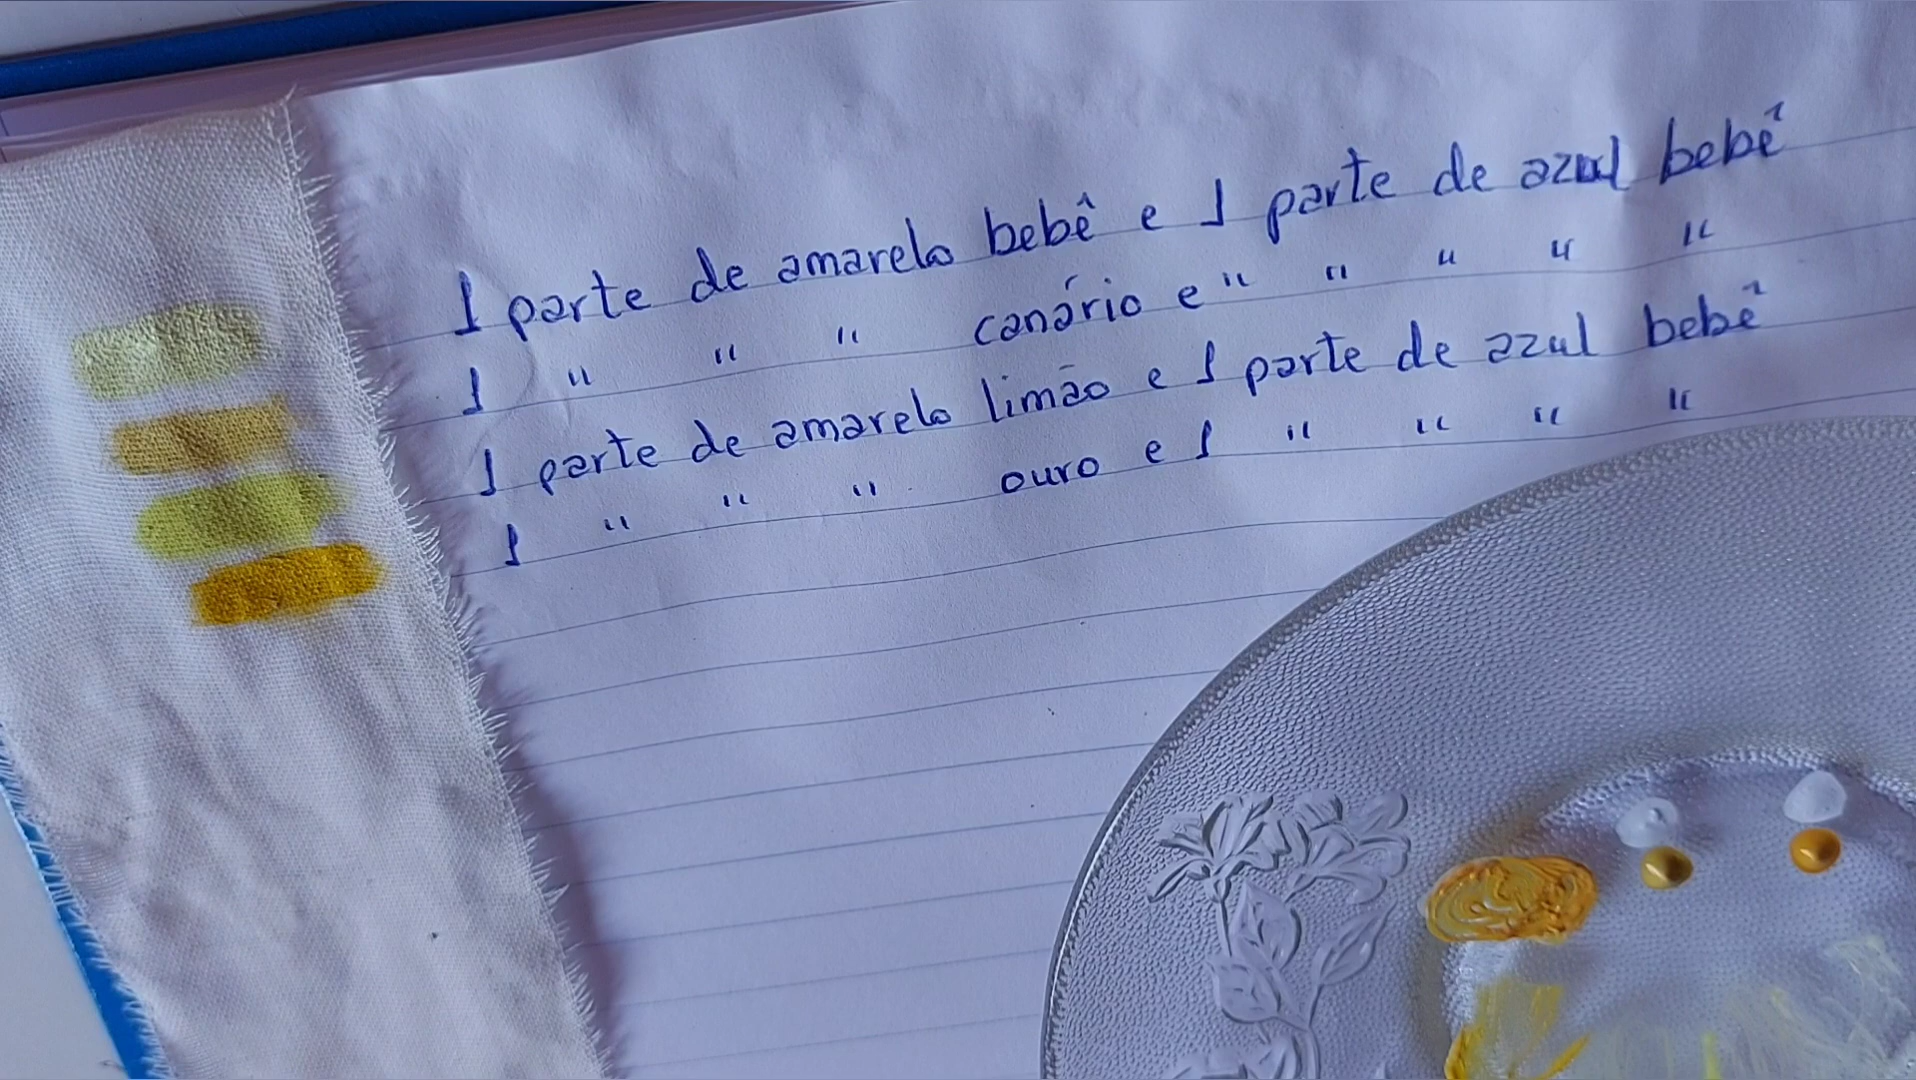 1 parte de amarelo bebê e 1 parte de azul bebê
1 " " " canário e " " " " "
1 parte de amarelo limão e 1 parte de azul bebê
1 " " " ouro e 1 " " " "